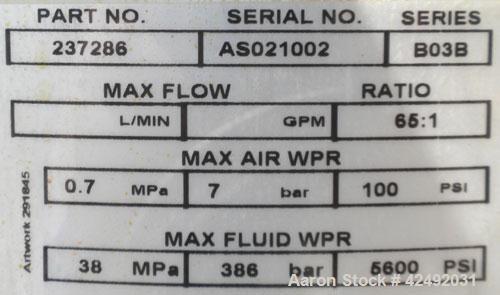 PART NO. SERIAL NO. SERIES
237286 AS021002 B03B
MAX FLOW RATIO
L/MIN GPM 65:1
MAX AIR WPR
0.7 MPa 7 bar 100 PSI
MAX FLUID WPR
38 MPa 386 bar 5600 PSI
Artwork 291845
Aaron Stock # 42492031